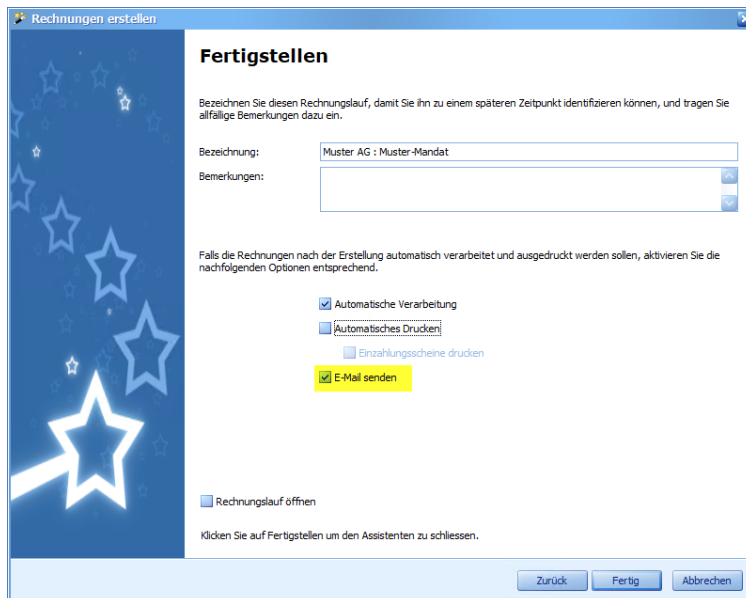 Rechnungen erstellen
Fertigstellen
Bezeichnen Sie diesen Rechnungslauf, damit Sie ihn zu einem späteren Zeitpunkt identifizieren können, und tragen Sie
allfällige Bemerkungen dazu ein.
Bezeichnung: Muster AG : Muster-Mandat
Bemerkungen:
Falls die Rechnungen nach der Erstellung automatisch verarbeitet und ausgedruckt werden sollen, aktivieren Sie die
nachfolgenden Optionen entsprechend.
Automatische Verarbeitung
Automatisches Drucken
Einzahlungsscheine drucken
E-Mail senden
Rechnungslauf öffnen
Klicken Sie auf Fertigstellen um den Assistenten zu schliessen.
Zurück Fertig Abbrechen